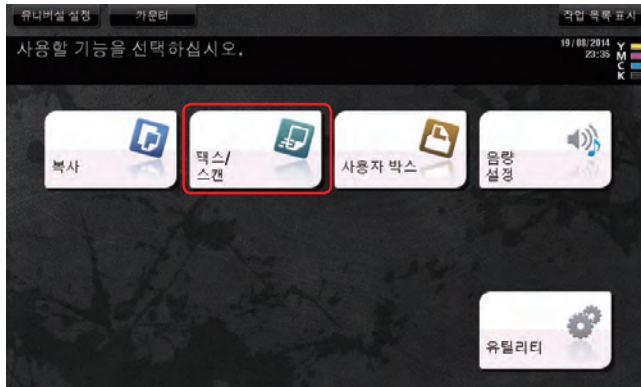 유니버설 설정
카운터
작업 목록 표시
사용할 기능을 선택하십시오.
19/08/2014
23:35
Y
M
C
K
복사
팩스/
스캔
사용자 박스
음량
설정
유틸리티